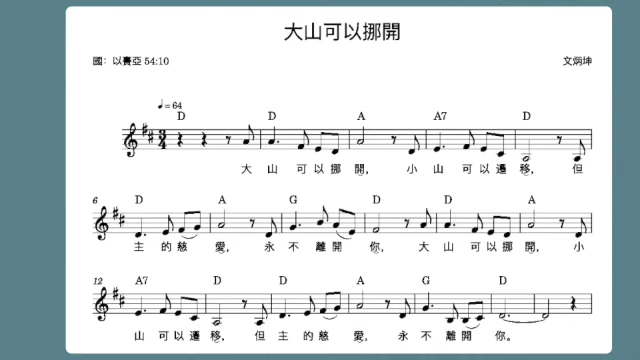 大山可以挪開
國: 以賽亞 54:10 文炳坤
♩= 64
D D A A7 D
大 山 可 以 挪 開, 小 山 可 以 遷 移, 但
6 D A G D D A
主 的 慈 愛, 永 不 離 開 你, 大 山 可 以 挪 開, 小
12 A7 D D A G D
山 可 以 遷 移, 但 主 的 慈 愛, 永 不 離 開 你。